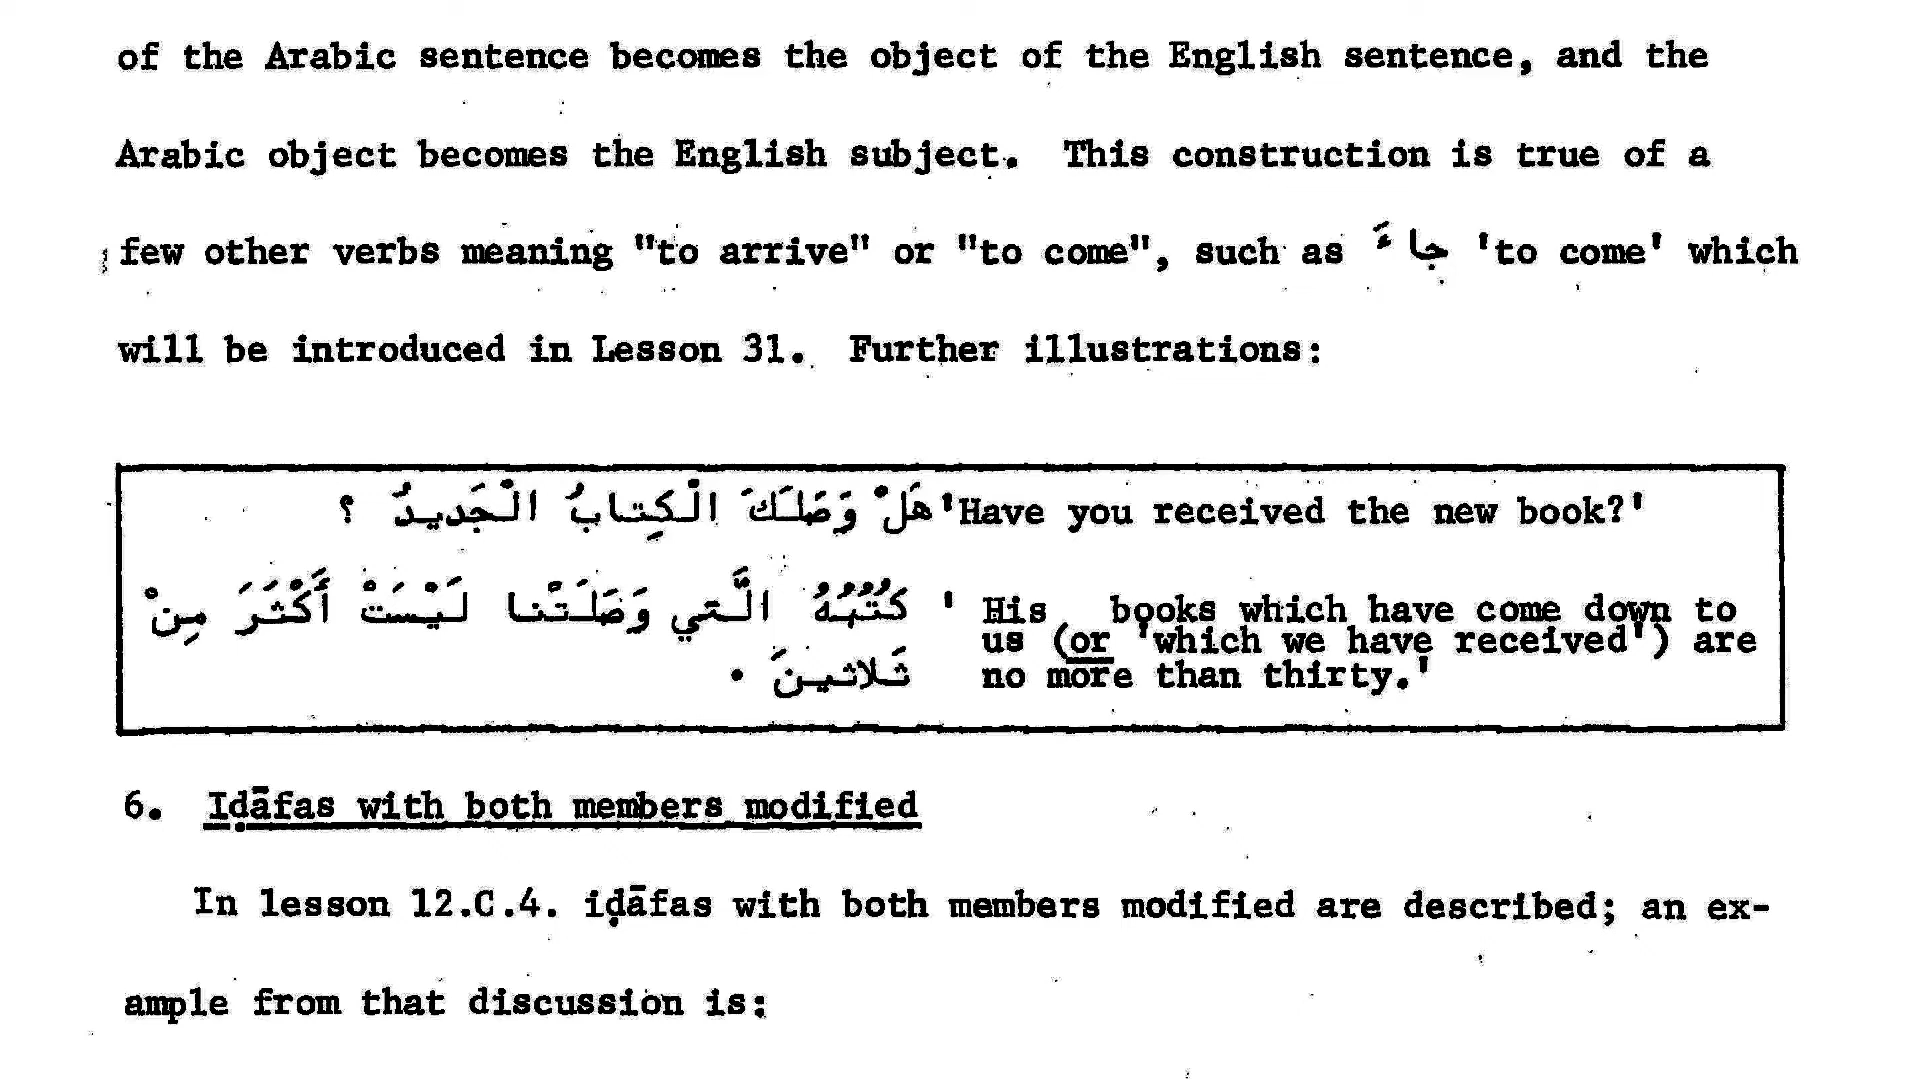 of the Arabic sentence becomes the object of the English sentence, and the
Arabic object becomes the English subject. This construction is true of a
few other verbs meaning "to arrive" or "to come", such as جاءَ 'to come' which
will be introduced in Lesson 31. Further illustrations:
هَلْ وَصَلَكَ الْكِتابُ الْجَديدُ ؟ 'Have you received the new book?'
كُتُبُهُ الَّتي وَصَلَتْنا لَيْسَتْ أَكْثَرَ مِنْ ' His books which have come down to
us (or 'which we have received') are
ثَلاثينَ . no more than thirty.'
6. Iḍāfas with both members modified
In lesson 12.C.4. iḍāfas with both members modified are described; an ex-
ample from that discussion is: